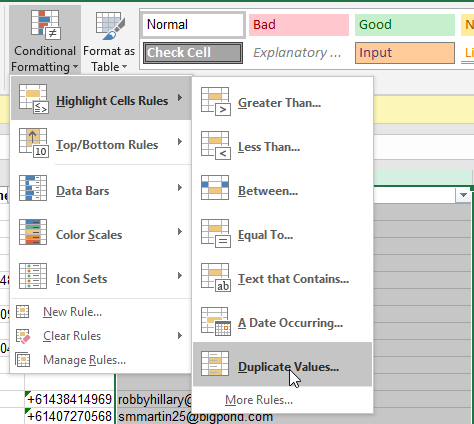 Conditional Formatting
Format as Table
Normal
Bad
Good
N
Check Cell
Explanatory ...
Input
Li
Highlight Cells Rules
Top/Bottom Rules
Data Bars
Color Scales
Icon Sets
New Rule...
Clear Rules
Manage Rules...
Greater Than...
Less Than...
Between...
Equal To...
Text that Contains...
A Date Occurring...
Duplicate Values...
More Rules...
+61438414969 robbyhillary@
+61407270568 smmartin25@bigpond.com